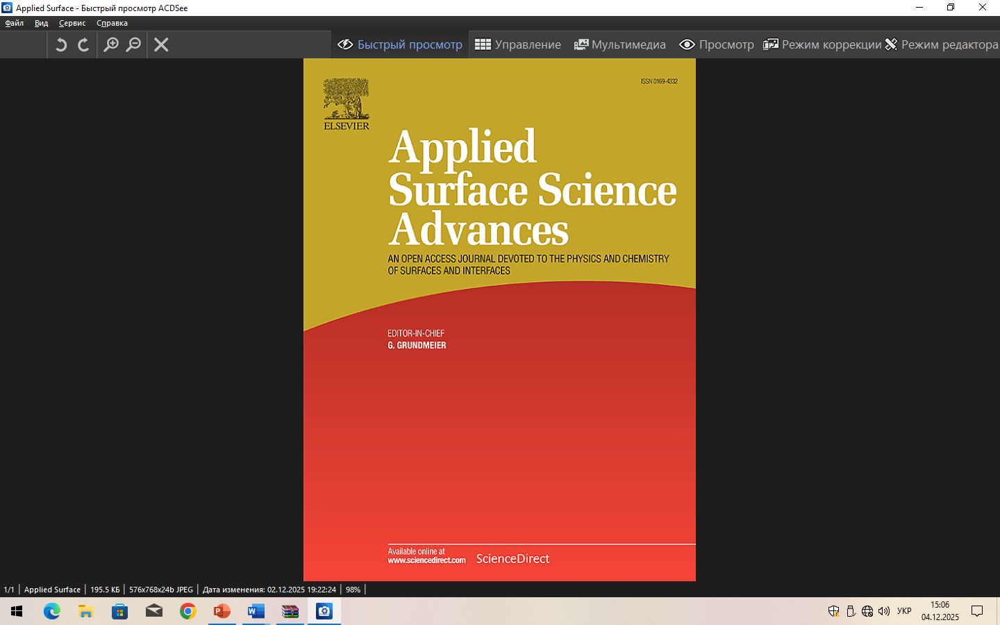 Applied Surface - Быстрый просмотр ACDSee
Файл Вид Сервис Справка
Быстрый просмотр Управление Мультимедиа Просмотр Режим коррекции Режим редактора
ISSN 0169-4332
ELSEVIER
Applied
Surface Science
Advances
AN OPEN ACCESS JOURNAL DEVOTED TO THE PHYSICS AND CHEMISTRY
OF SURFACES AND INTERFACES
EDITOR-IN-CHIEF
G. GRUNDMEIER
Available online at
www.sciencedirect.com ScienceDirect
1/1 Applied Surface 195.5 КБ 576x768x24b JPEG Дата изменения: 02.12.2025 19:22:24 98%
УКР
15:06
04.12.2025